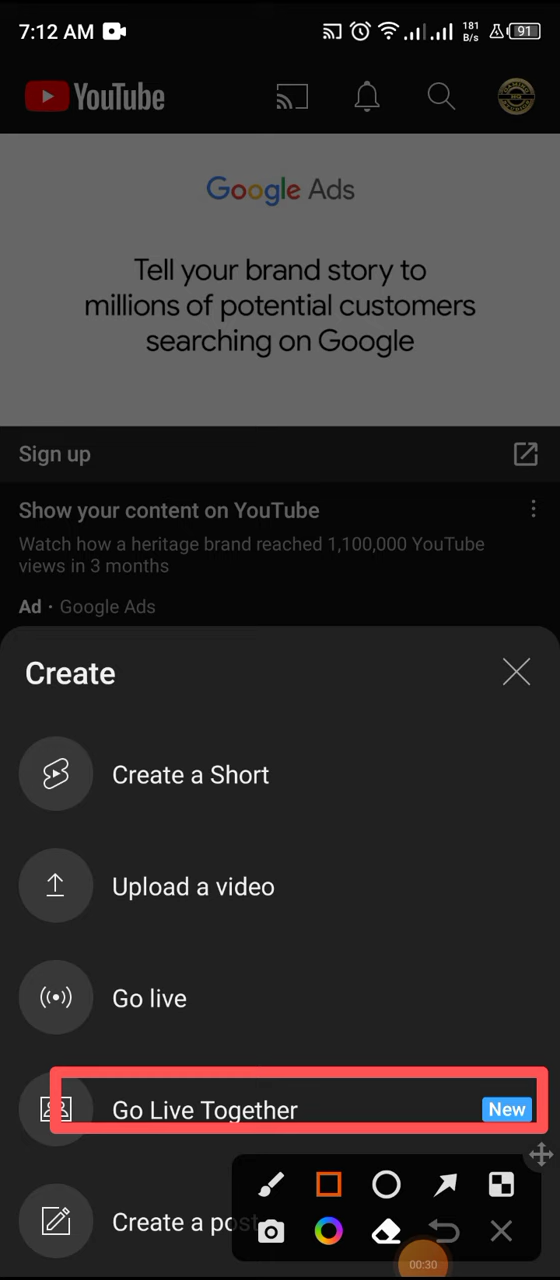 7:12 AM
181
B/s
91
YouTube
Google Ads
Tell your brand story to
millions of potential customers
searching on Google
Sign up
Show your content on YouTube
Watch how a heritage brand reached 1,100,000 YouTube
views in 3 months
Ad · Google Ads
Create
Create a Short
Upload a video
Go live
Go Live Together
New
Create a post
00:30